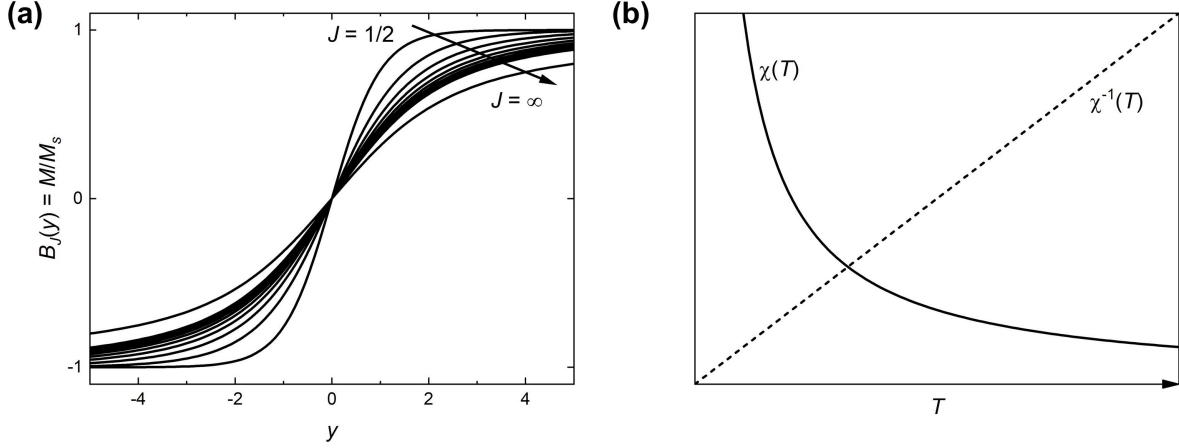 (a)
J = 1/2
J = ∞
B_J(y) = M/M_s
1
0
-1
-4
-2
0
2
4
y
(b)
χ(T)
χ⁻¹(T)
T